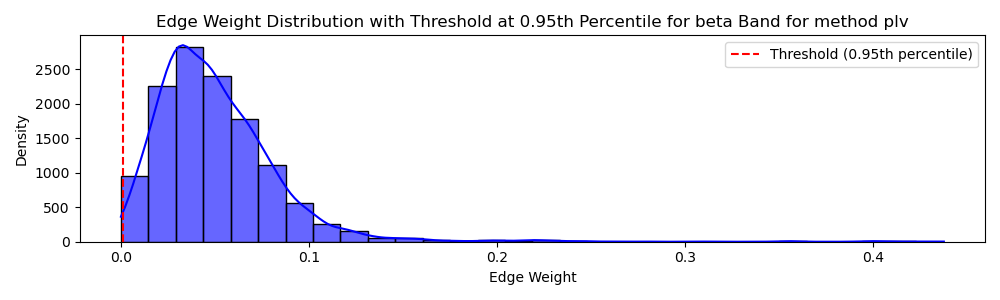 Edge Weight Distribution with Threshold at 0.95th Percentile for beta Band for method plv
Threshold (0.95th percentile)
Density
2500
2000
1500
1000
500
0
0.0 0.1 0.2 0.3 0.4
Edge Weight